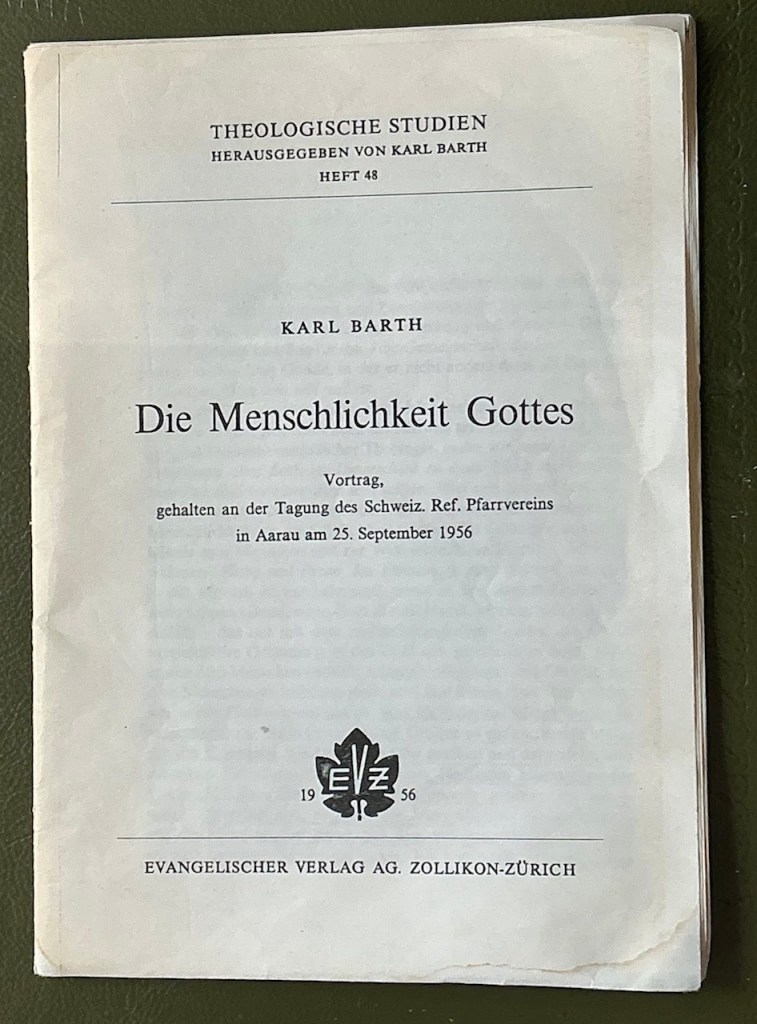 THEOLOGISCHE STUDIEN
HERAUSGEGEBEN VON KARL BARTH
HEFT 48
KARL BARTH
Die Menschlichkeit Gottes
Vortrag,
gehalten an der Tagung des Schweiz. Ref. Pfarrvereins
in Aarau am 25. September 1956
EVZ
19 56
EVANGELISCHER VERLAG AG. ZOLLIKON-ZÜRICH